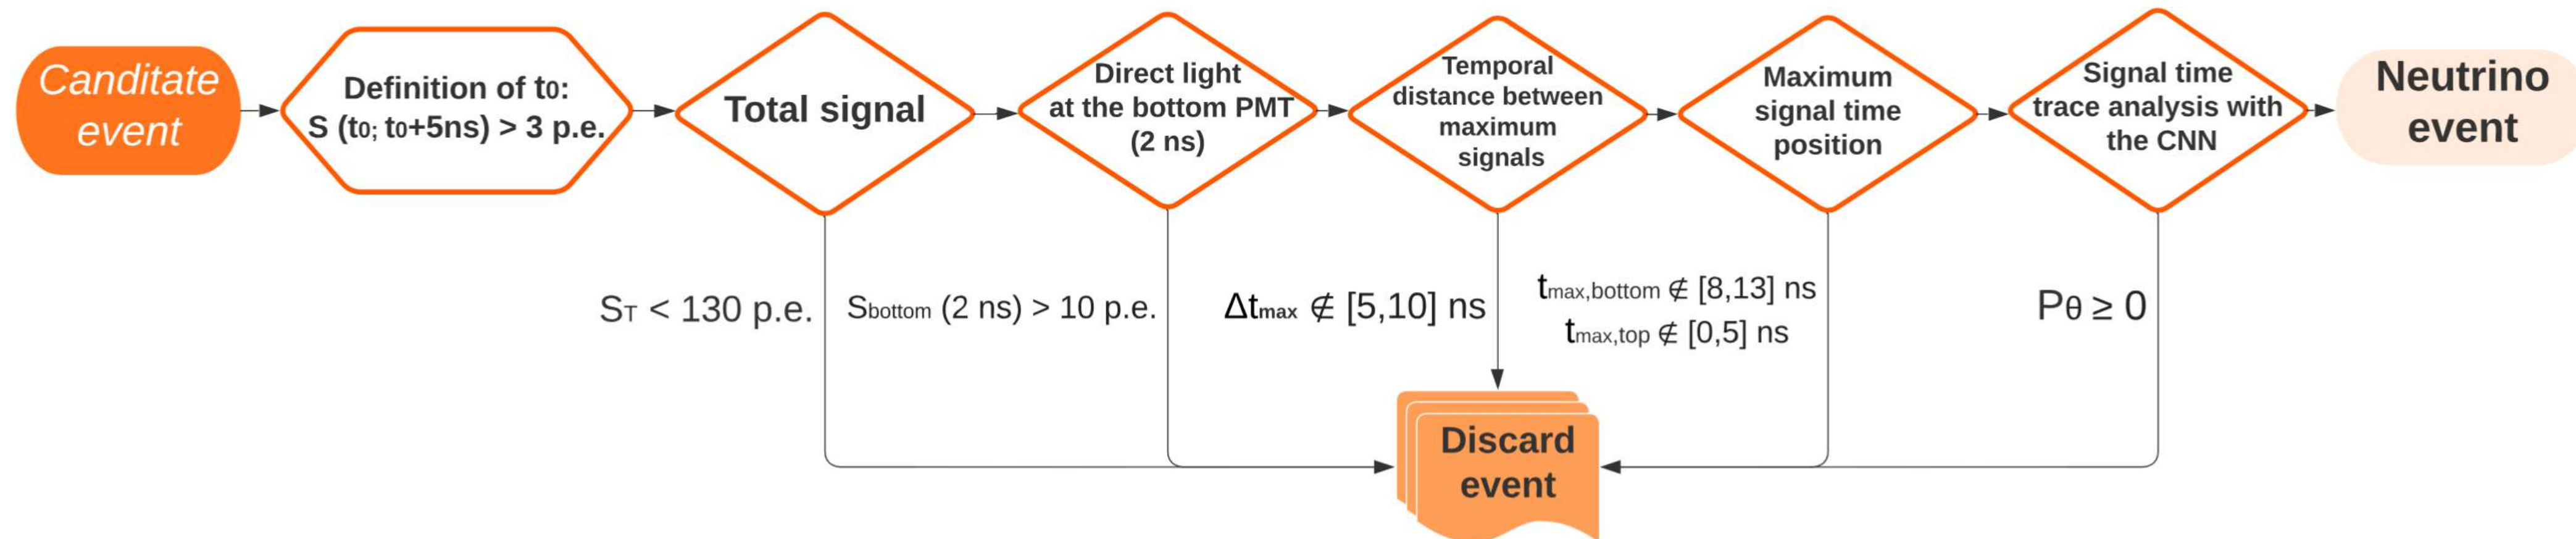 Canditate
event
Definition of t0:
S (t0; t0+5ns) > 3 p.e.
Total signal
Direct light
at the bottom PMT
(2 ns)
Temporal
distance between
maximum
signals
Maximum
signal time
position
Signal time
trace analysis with
the CNN
Neutrino
event
ST < 130 p.e.
Sbottom (2 ns) > 10 p.e.
Δtmax ∉ [5,10] ns
tmax,bottom ∉ [8,13] ns
tmax,top ∉ [0,5] ns
Pθ ≥ 0
Discard
event